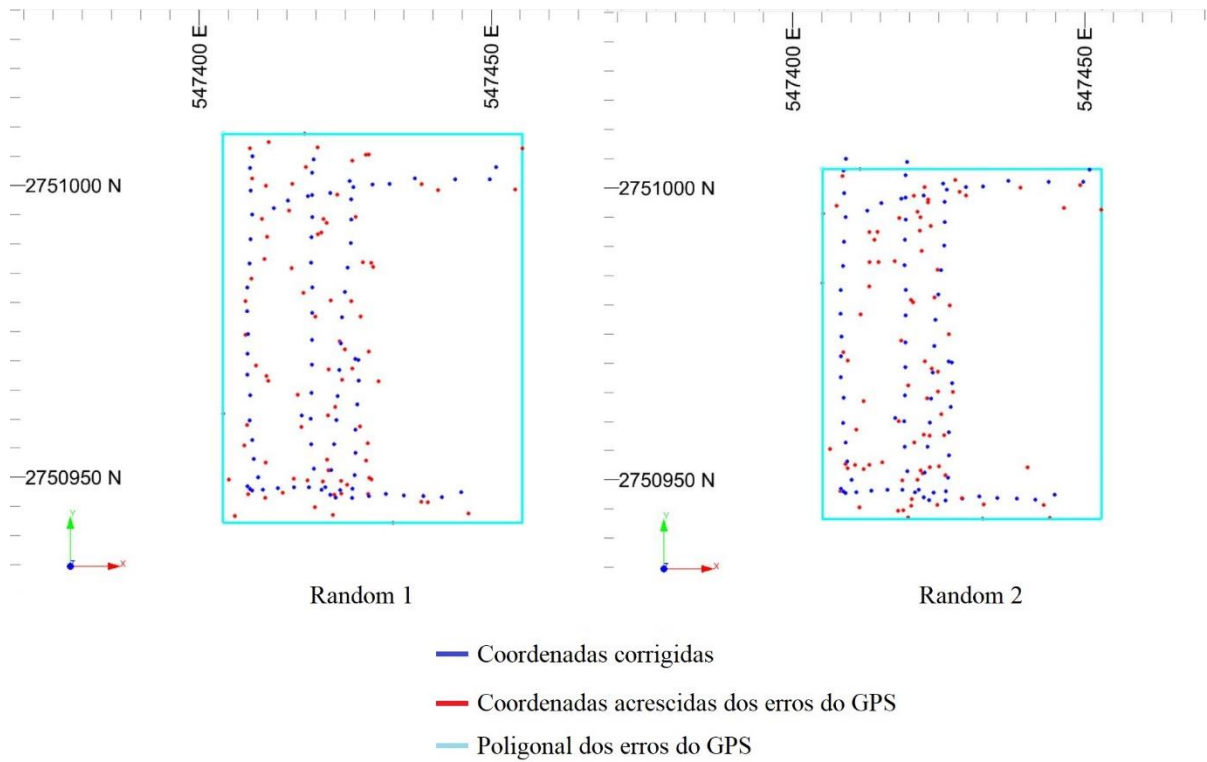 547400 E
547450 E
547400 E
547450 E
2751000 N
2751000 N
2750950 N
2750950 N
Y
X
Y
X
Random 1
Random 2
Coordenadas corrigidas
Coordenadas acrescidas dos erros do GPS
Poligonal dos erros do GPS